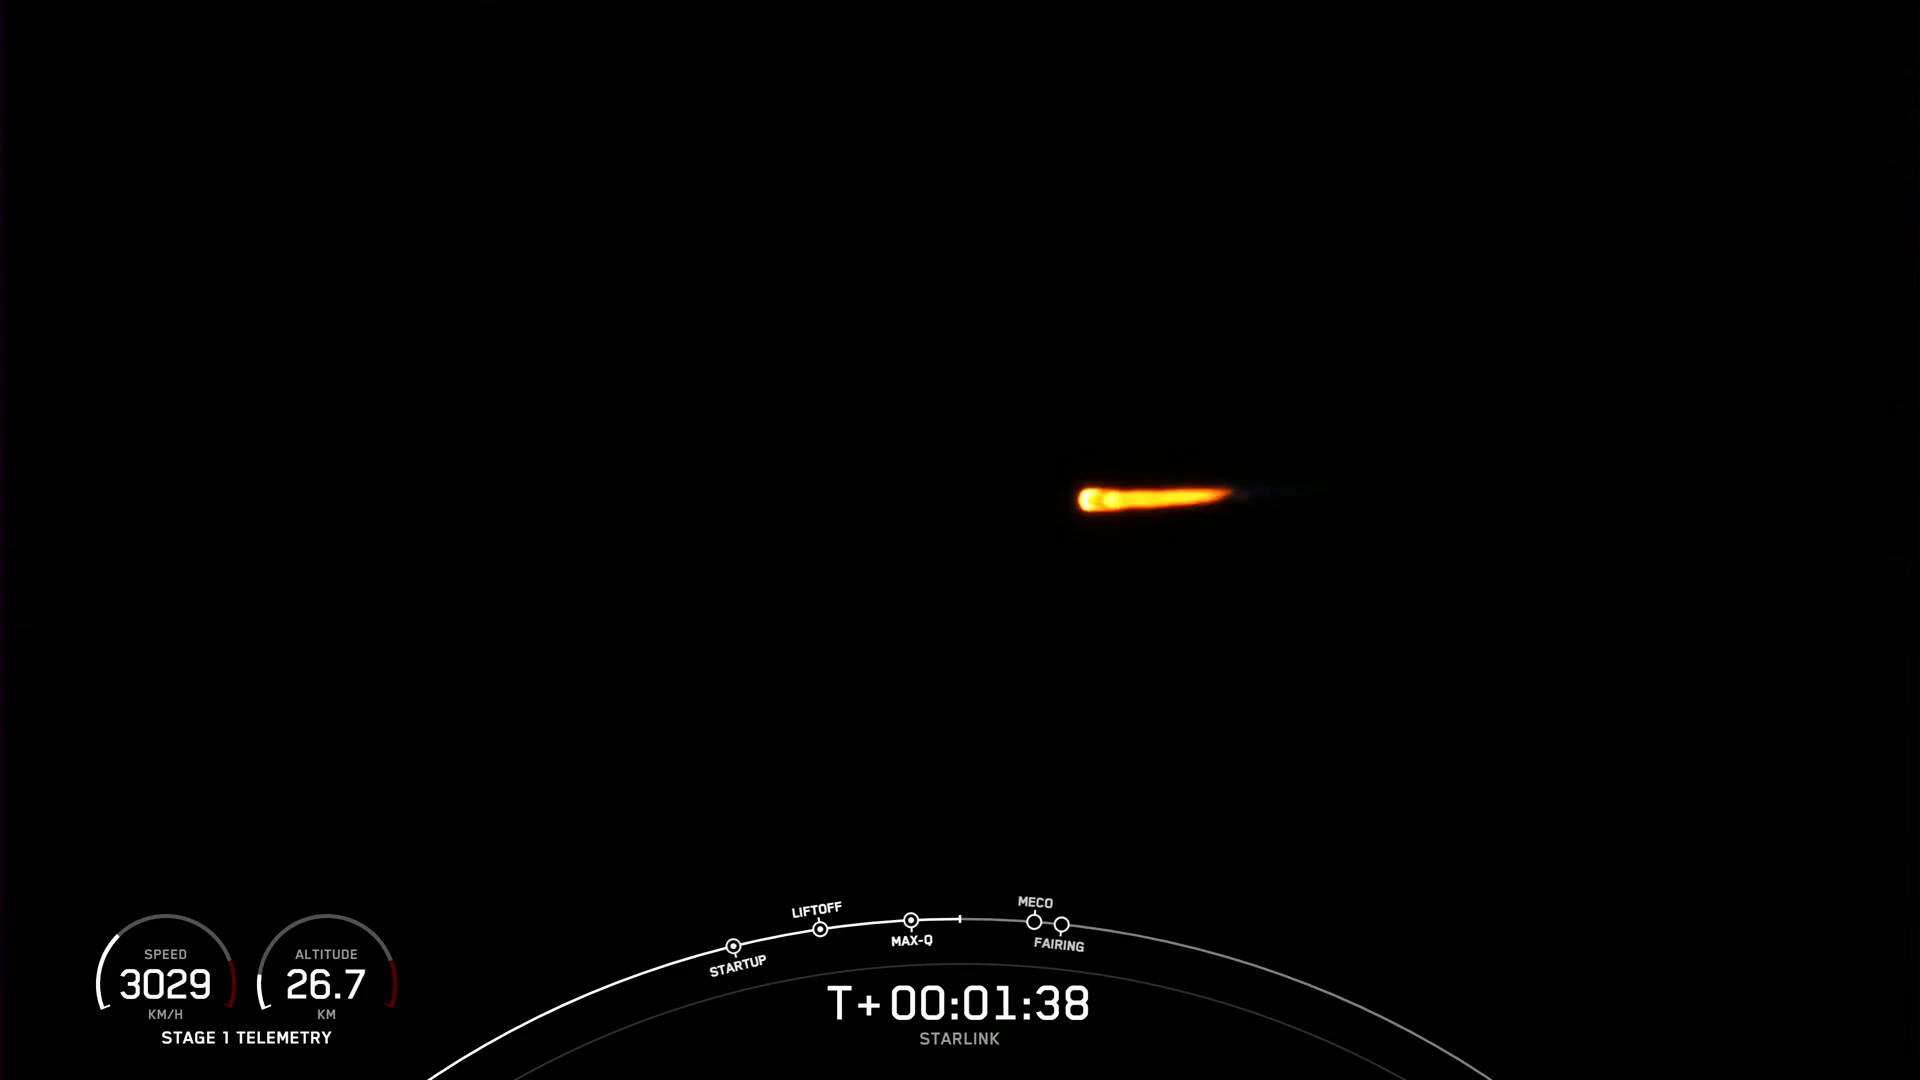 LIFTOFF
MECO
STARTUP
MAX-Q
FAIRING
SPEED
3029
KM/H
ALTITUDE
26.7
KM
STAGE 1 TELEMETRY
T+00:01:38
STARLINK